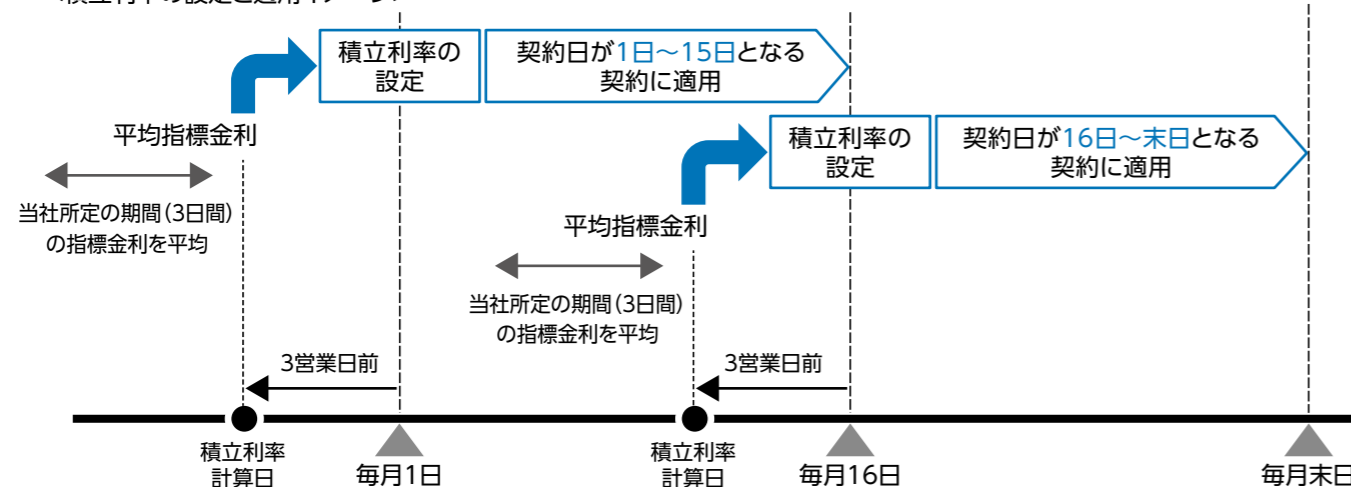 積立利率の
設定
契約日が1日～15日となる
契約に適用
平均指標金利
当社所定の期間（3日間）
の指標金利を平均
積立利率の
設定
契約日が16日～末日となる
契約に適用
平均指標金利
当社所定の期間（3日間）
の指標金利を平均
3営業日前
3営業日前
積立利率
計算日
毎月1日
積立利率
計算日
毎月16日
毎月末日